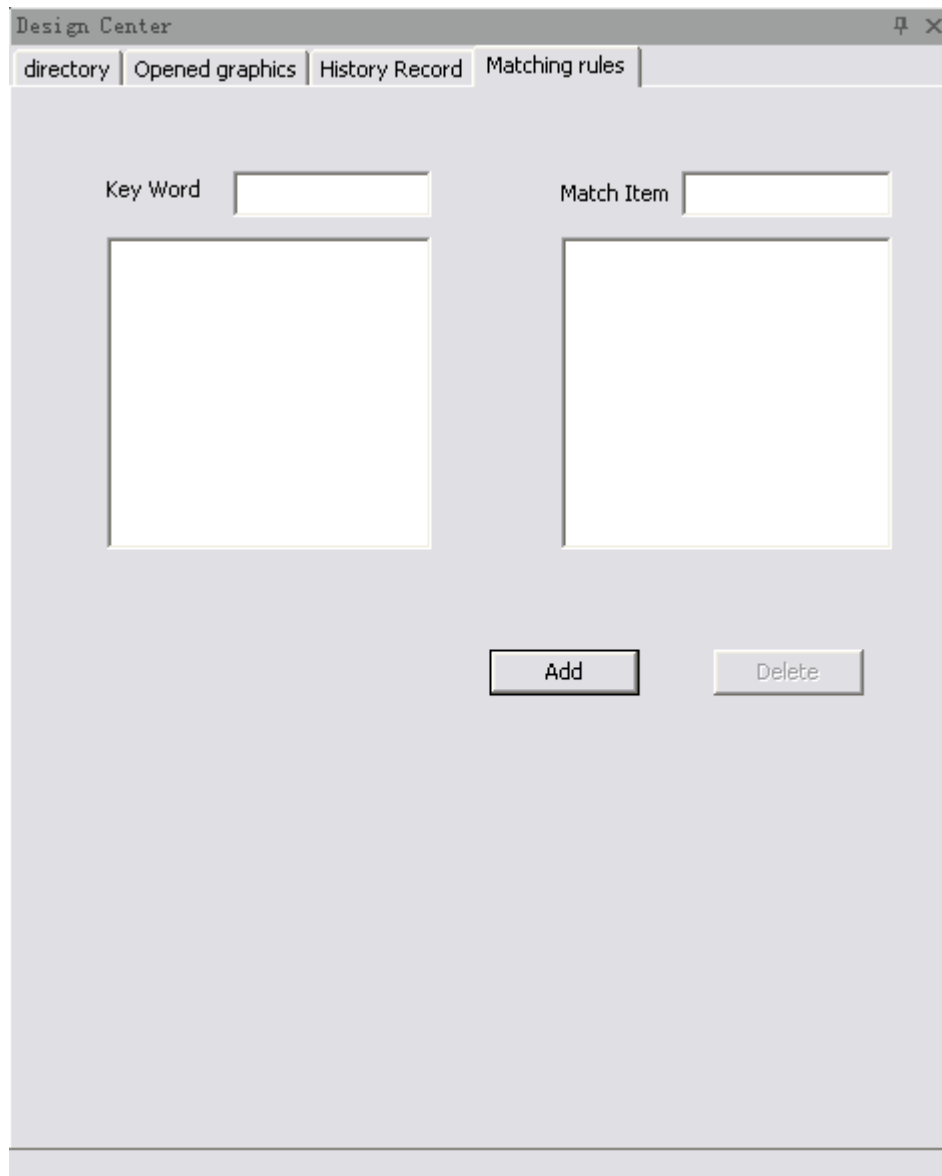 Design Center
directory Opened graphics History Record Matching rules
Key Word Match Item
Add Delete